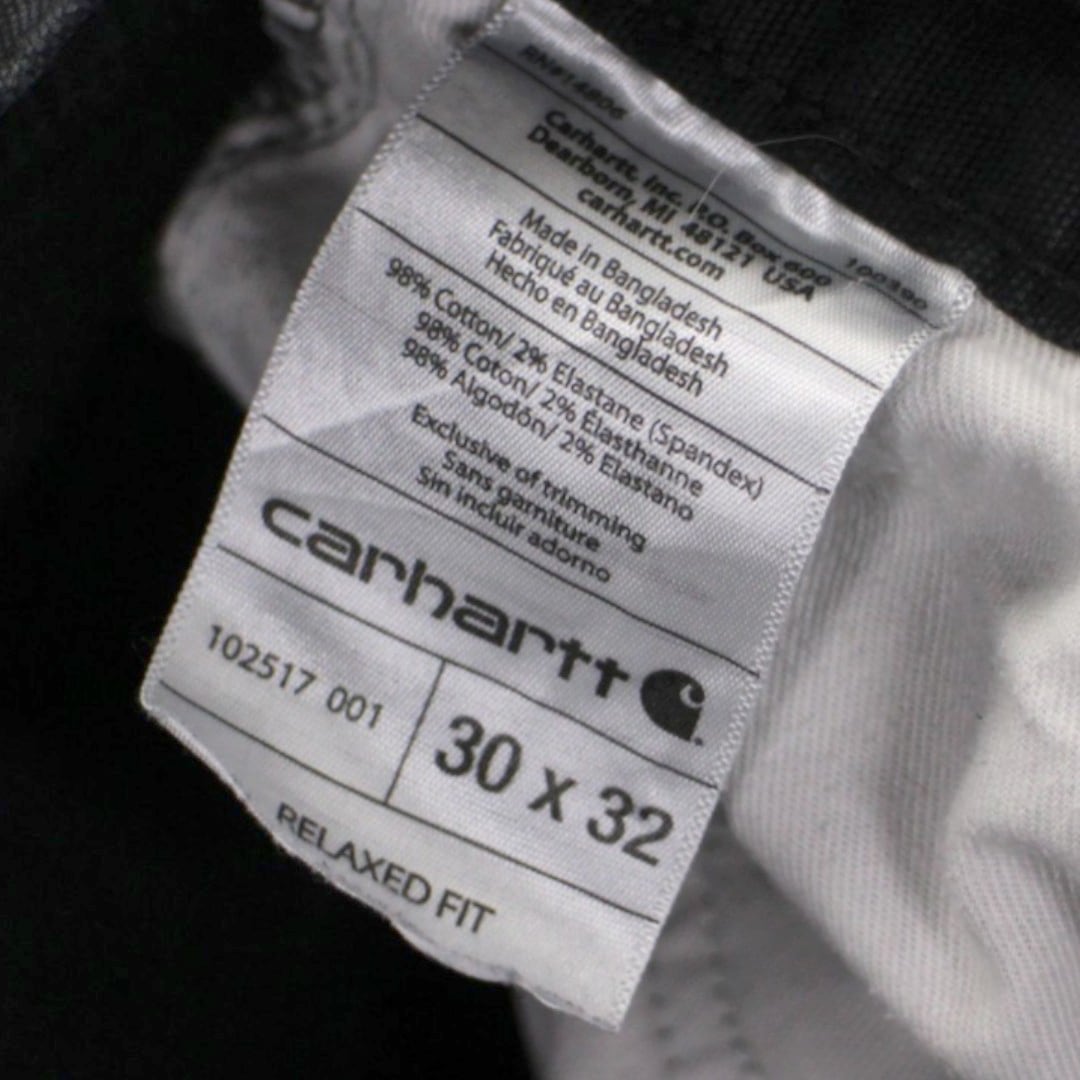 RN#14806
Carhartt, Inc. P.O. Box 600
Dearborn, MI 48121 USA
carhartt.com
Made in Bangladesh
Fabriqué au Bangladesh
Hecho en Bangladesh
98% Cotton/ 2% Elastane (Spandex)
98% Coton/ 2% Élasthanne
98% Algodón/ 2% Elastano
Exclusive of trimming
Sans garniture
Sin incluir adorno
carhartt
102517 001
30 x 32
RELAXED FIT